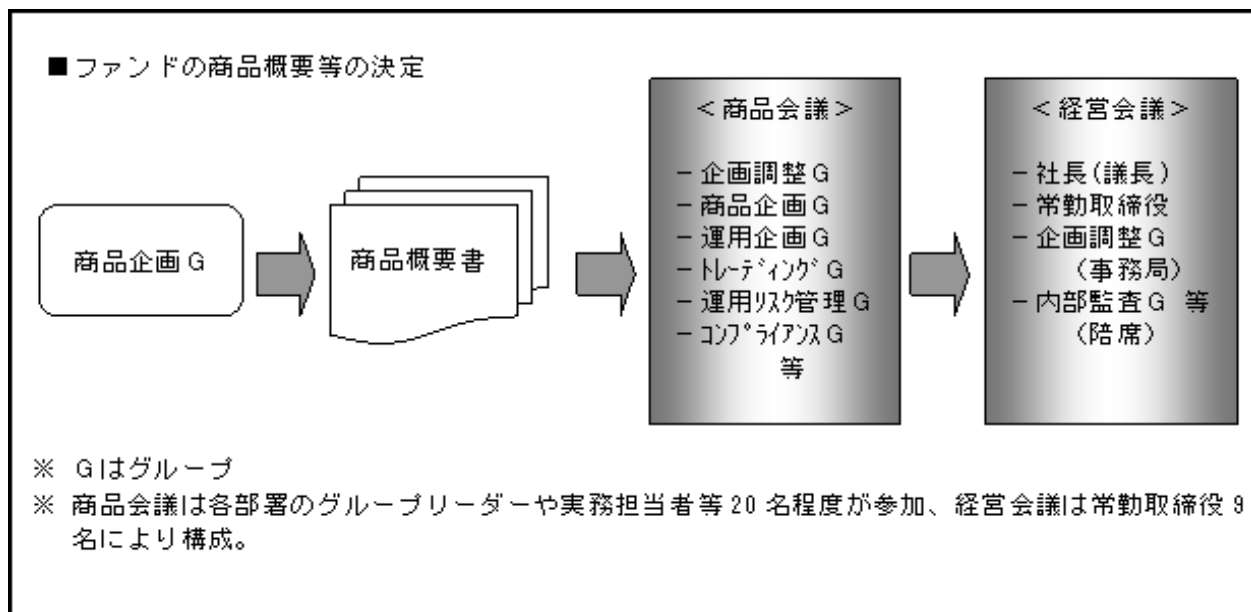 ■ファンドの商品概要等の決定
商品企画G
商品概要書
＜商品会議＞
－企画調整G
－商品企画G
－運用企画G
－ﾄﾚｰﾃﾞｨﾝｸﾞG
－運用ﾘｽｸ管理G
－ｺﾝﾌﾟﾗｲｱﾝｽG
等
＜経営会議＞
－社長(議長)
－常勤取締役
－企画調整G
(事務局)
－内部監査G 等
(陪席)
※ Gはグループ
※ 商品会議は各部署のグループリーダーや実務担当者等20名程度が参加、経営会議は常勤取締役9
名により構成。